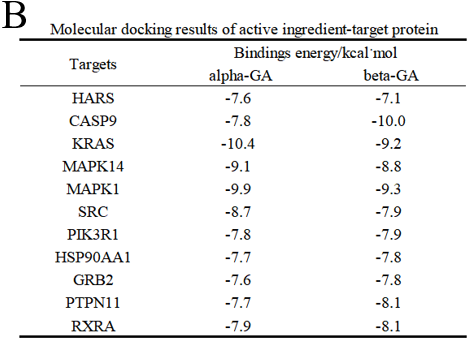 B
Molecular docking results of active ingredient-target protein
Targets Bindings energy/kcal·mol
alpha-GA beta-GA
HARS -7.6 -7.1
CASP9 -7.8 -10.0
KRAS -10.4 -9.2
MAPK14 -9.1 -8.8
MAPK1 -9.9 -9.3
SRC -8.7 -7.9
PIK3R1 -7.8 -7.9
HSP90AA1 -7.7 -7.8
GRB2 -7.6 -7.8
PTPN11 -7.7 -8.1
RXRA -7.9 -8.1